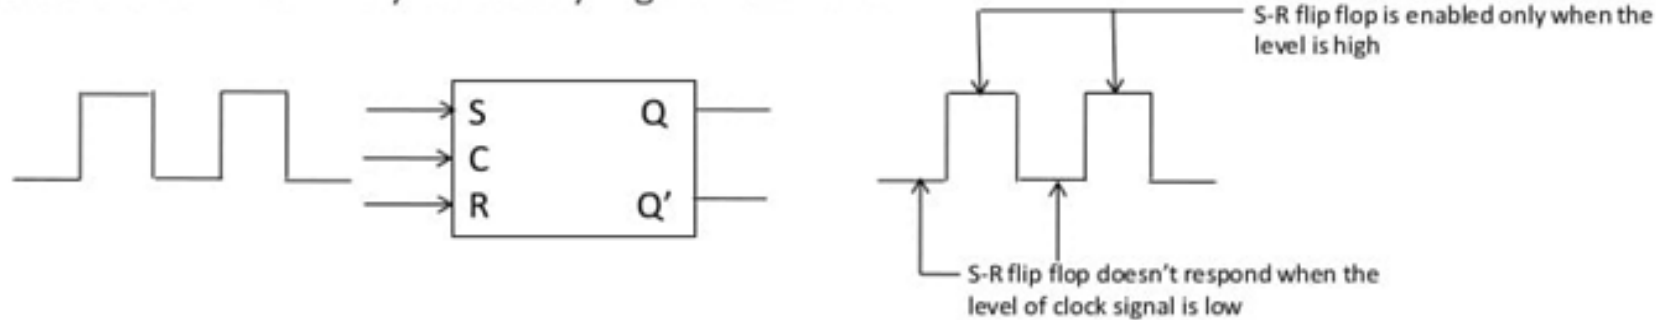 S-R flip flop is enabled only when the
level is high
S Q
C
R Q'
S-R flip flop doesn't respond when the
level of clock signal is low